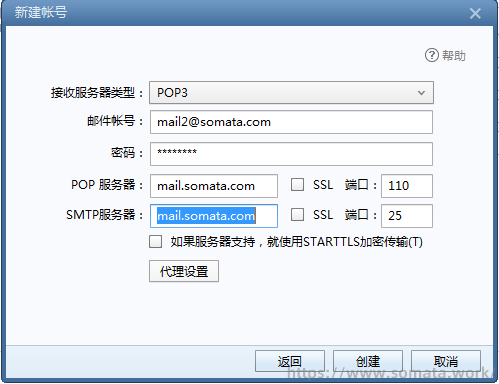 新建帐号
帮助
接收服务器类型： POP3
邮件帐号： mail2@somata.com
密码： ********
POP 服务器： mail.somata.com SSL 端口： 110
SMTP服务器： mail.somata.com SSL 端口： 25
如果服务器支持，就使用STARTTLS加密传输(T)
代理设置
返回 创建 取消
https://www.somata.work/